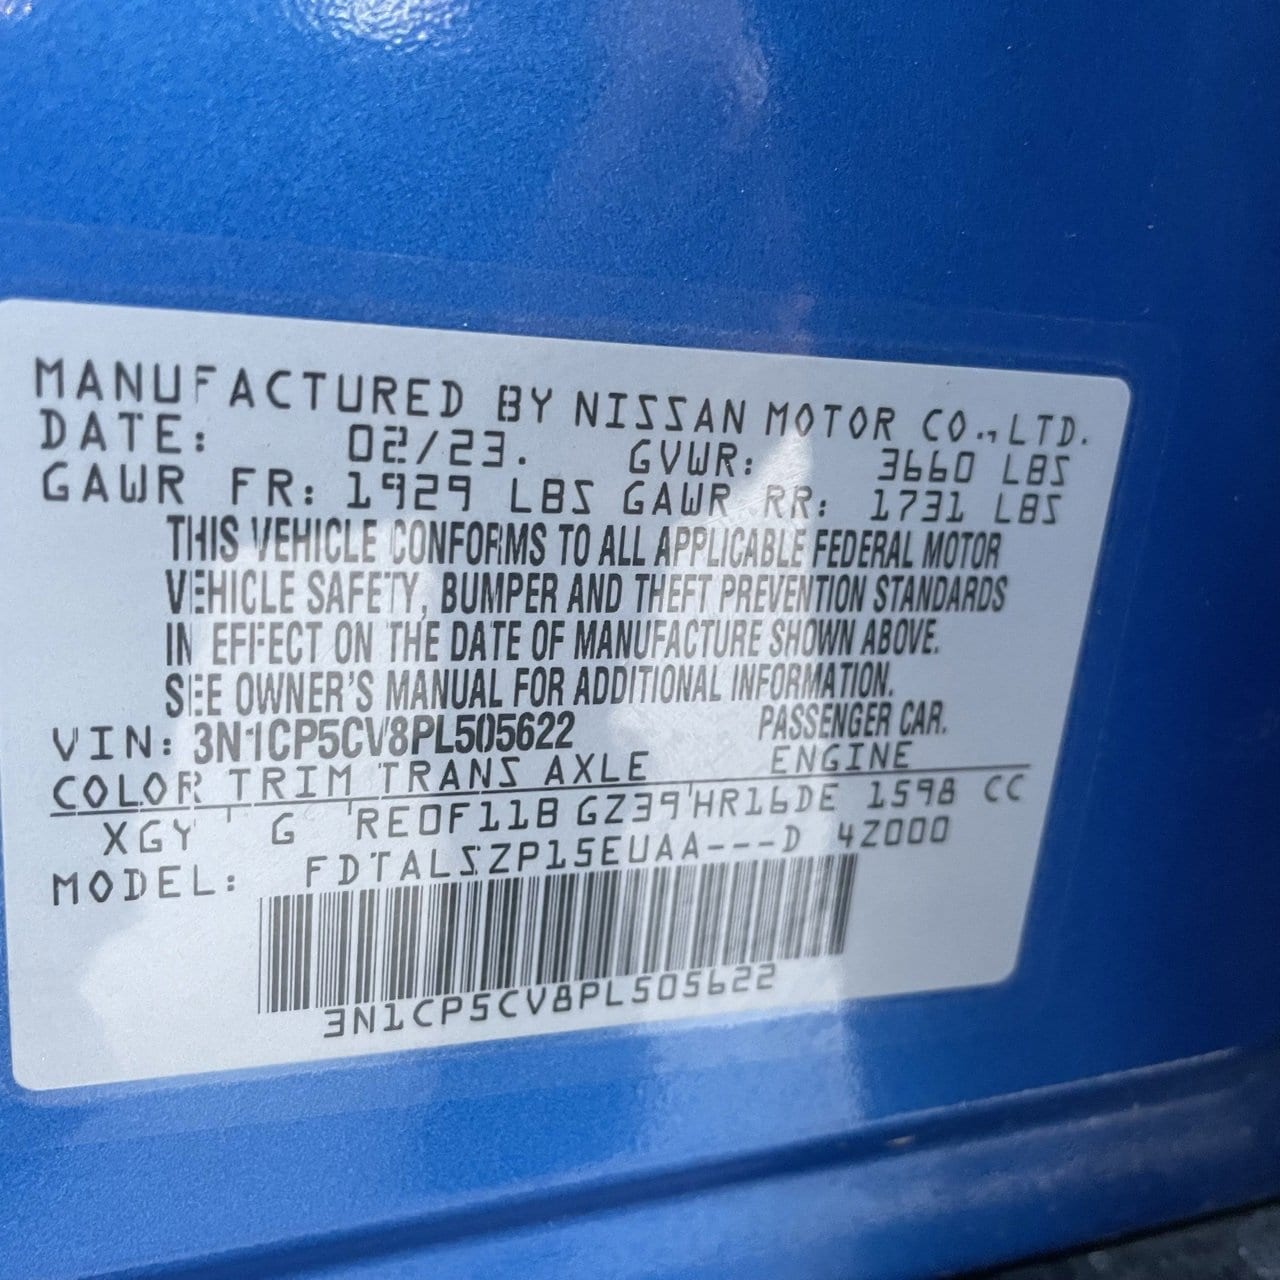 MANUFACTURED BY NISSAN MOTOR CO.,LTD.
DATE: 02/23. GVWR: 3660 LBS
GAWR FR: 1929 LBS GAWR RR: 1731 LBS
THIS VEHICLE CONFORMS TO ALL APPLICABLE FEDERAL MOTOR
VEHICLE SAFETY, BUMPER AND THEFT PREVENTION STANDARDS
IN EFFECT ON THE DATE OF MANUFACTURE SHOWN ABOVE.
SEE OWNER'S MANUAL FOR ADDITIONAL INFORMATION.
VIN: 3N1CP5CV8PL505622 PASSENGER CAR.
COLOR TRIM TRANS AXLE ENGINE
XGY G RE0F11B GZ39 HR16DE 1598 CC
MODEL: FDTALSZP15EUAA---D 4Z000
3N1CP5CV8PL505622